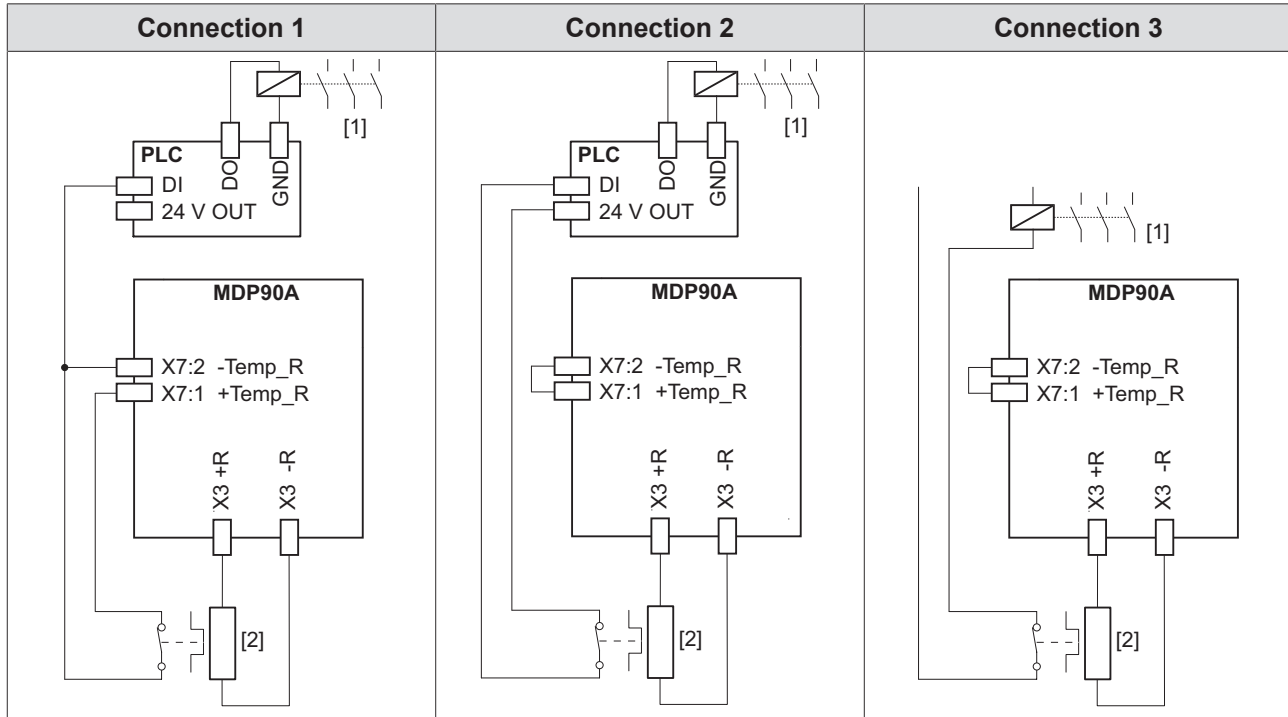 Connection 1
Connection 2
Connection 3
[1]
PLC
DO
GND
DI
24 V OUT
MDP90A
X7:2 -Temp_R
X7:1 +Temp_R
X3 +R
X3 -R
[2]
[1]
PLC
DO
GND
DI
24 V OUT
MDP90A
X7:2 -Temp_R
X7:1 +Temp_R
X3 +R
X3 -R
[2]
[1]
MDP90A
X7:2 -Temp_R
X7:1 +Temp_R
X3 +R
X3 -R
[2]